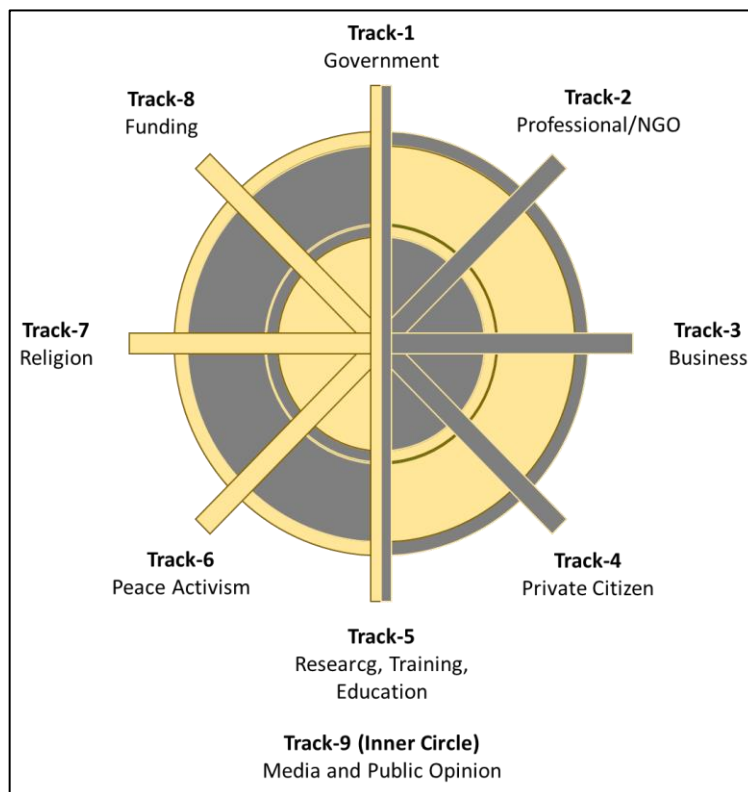 Track-1
Government
Track-8
Funding
Track-2
Professional/NGO
Track-7
Religion
Track-3
Business
Track-6
Peace Activism
Track-4
Private Citizen
Track-5
Researcg, Training,
Education
Track-9 (Inner Circle)
Media and Public Opinion